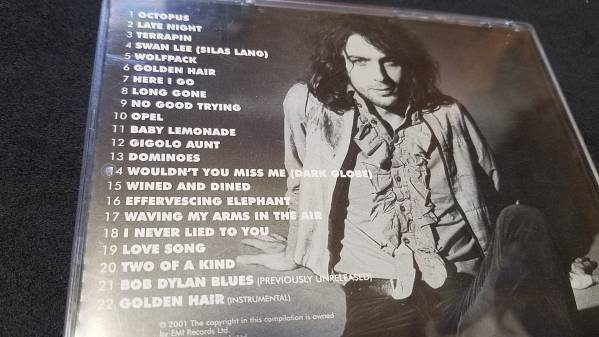 1 OCTOPUS
2 LATE NIGHT
3 TERRAPIN
4 SWAN LEE (SILAS LANG)
5 WOLFPACK
6 GOLDEN HAIR
7 HERE I GO
8 LONG GONE
9 NO GOOD TRYING
10 OPEL
11 BABY LEMONADE
12 GIGOLO AUNT
13 DOMINOES
14 WOULDN'T YOU MISS ME (DARK GLOBE)
15 WINED AND DINED
16 EFFERVESCING ELEPHANT
17 WAVING MY ARMS IN THE AIR
18 I NEVER LIED TO YOU
19 LOVE SONG
20 TWO OF A KIND
21 BOB DYLAN BLUES (PREVIOUSLY UNRELEASED)
22 GOLDEN HAIR (INSTRUMENTAL)
© 2001 The copyright in this compilation is owned
by EMI Records Ltd.